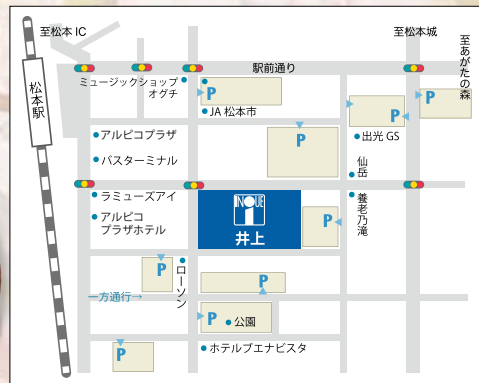 至松本IC
至松本城
至あがたの森
駅前通り
松本駅
ミュージックショップ
オグチ
P
JA 松本市
P
P
P
出光 GS
アルピコプラザ
バスターミナル
P
仙岳
ラミューズアイ
アルピコ
プラザホテル
INOUE
井上
P
養老乃滝
ローソン
P
P
一方通行→
P
公園
P
ホテルブエナビスタ